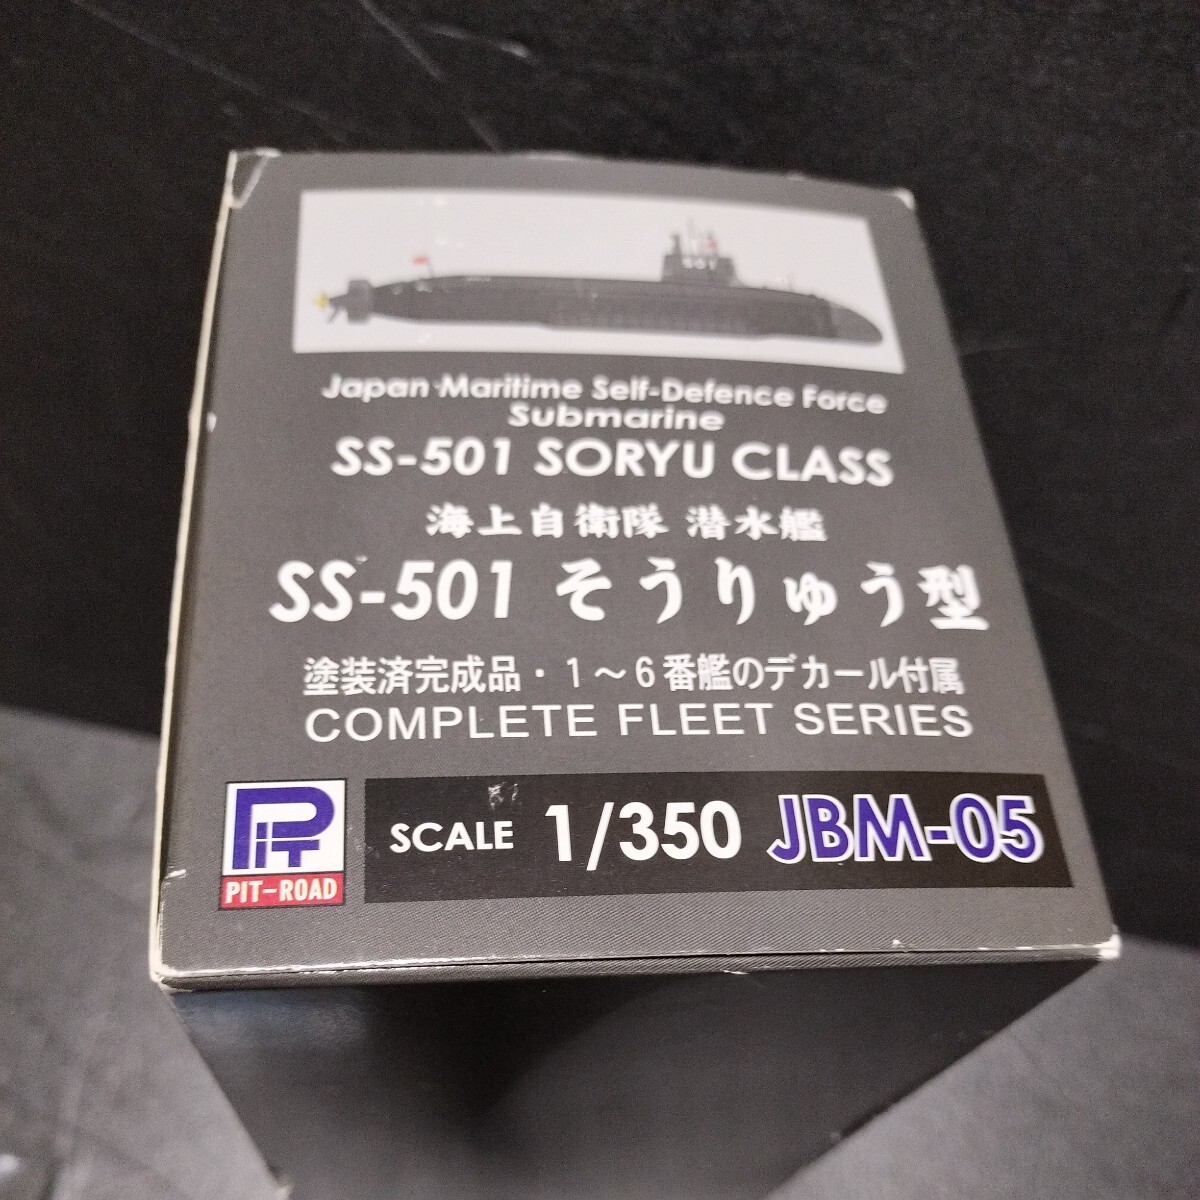 501
Japan Maritime Self-Defence Force
Submarine
SS-501 SORYU CLASS
海上自衛隊 潜水艦
SS-501 そうりゅう型
塗装済完成品・1～6番艦のデカール付属
COMPLETE FLEET SERIES
PiT
PIT-ROAD
SCALE 1/350 JBM-05